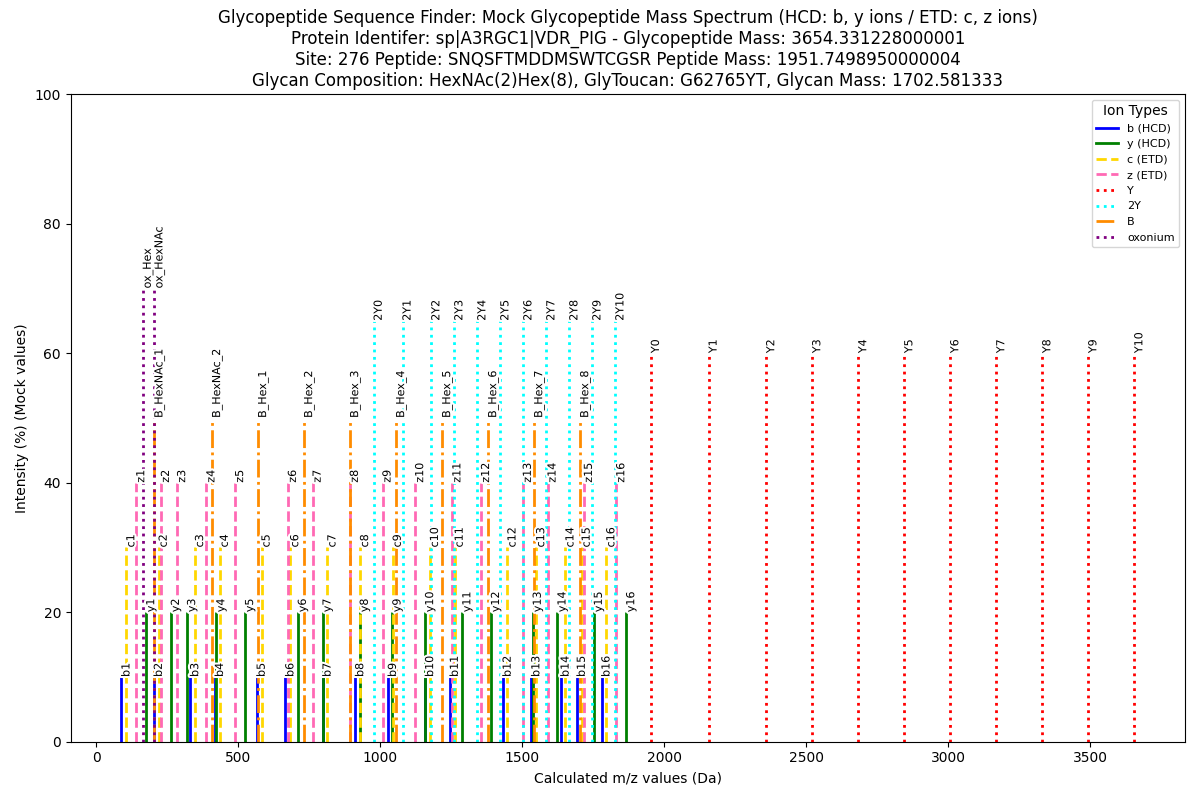 Glycopeptide Sequence Finder: Mock Glycopeptide Mass Spectrum (HCD: b, y ions / ETD: c, z ions)
Protein Identifer: sp|A3RGC1|VDR_PIG - Glycopeptide Mass: 3654.331228000001
Site: 276 Peptide: SNQSFTMDDMSWTCGSR Peptide Mass: 1951.7498950000004
Glycan Composition: HexNAc(2)Hex(8), GlyToucan: G62765YT, Glycan Mass: 1702.581333
Intensity (%) (Mock values)
100
80
60
40
20
0
Ion Types
b (HCD)
y (HCD)
c (ETD)
z (ETD)
Y
2Y
B
oxonium
ox_Hex
ox_HexNAc
2Y0
2Y1
2Y2
2Y3
2Y4
2Y5
2Y6
2Y7
2Y8
2Y9
2Y10
Y0
Y1
Y2
Y3
Y4
Y5
Y6
Y7
Y8
Y9
Y10
B_HexNAc_1
B_HexNAc_2
B_Hex_1
B_Hex_2
B_Hex_3
B_Hex_4
B_Hex_5
B_Hex_6
B_Hex_7
B_Hex_8
z1
z2
z3
z4
z5
z6
z7
z8
z9
z10
z11
z12
z13
z14
z15
z16
c1
c2
c3
c4
c5
c6
c7
c8
c9
c10
c11
c12
c13
c14
c15
c16
y1
y2
y3
y4
y5
y6
y7
y8
y9
y10
y11
y12
y13
y14
y15
y16
b1
b2
b3
b4
b5
b6
b7
b8
b9
b10
b11
b12
b13
b14
b15
b16
0
500
1000
1500
2000
2500
3000
3500
Calculated m/z values (Da)